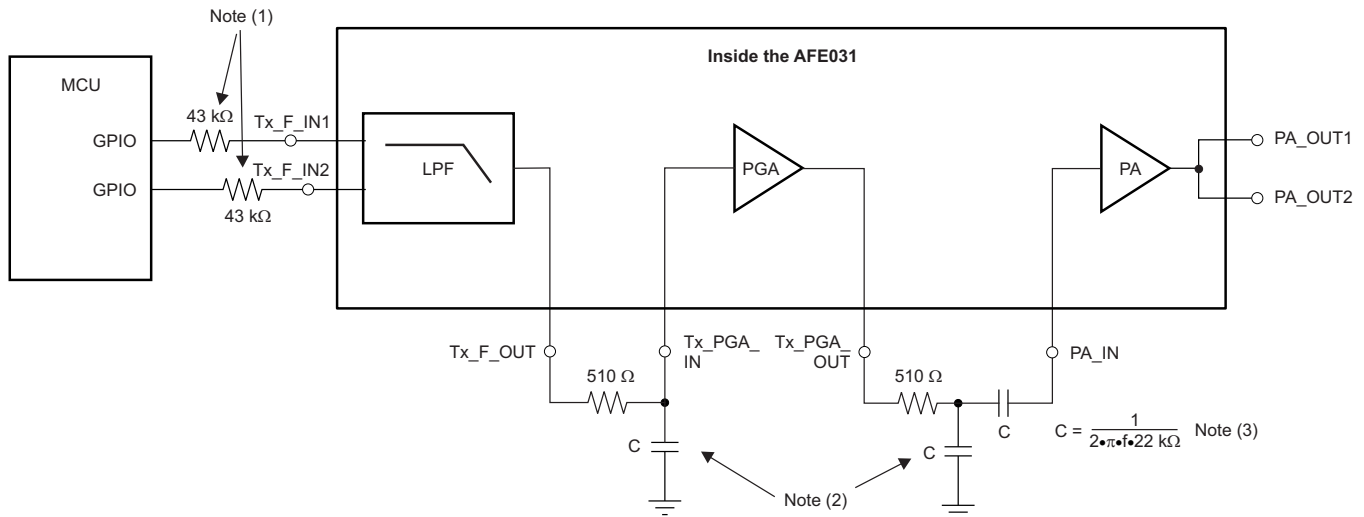 Note (1)
Inside the AFE031
MCU
43 kΩ
Tx_F_IN1
GPIO
Tx_F_IN2
GPIO
43 kΩ
LPF
PGA
PA
PA_OUT1
PA_OUT2
Tx_F_OUT
Tx_PGA_
IN
Tx_PGA_
OUT
PA_IN
510 Ω
510 Ω
C
C
C
C = 1 / 2•π•f•22 kΩ Note (3)
Note (2)